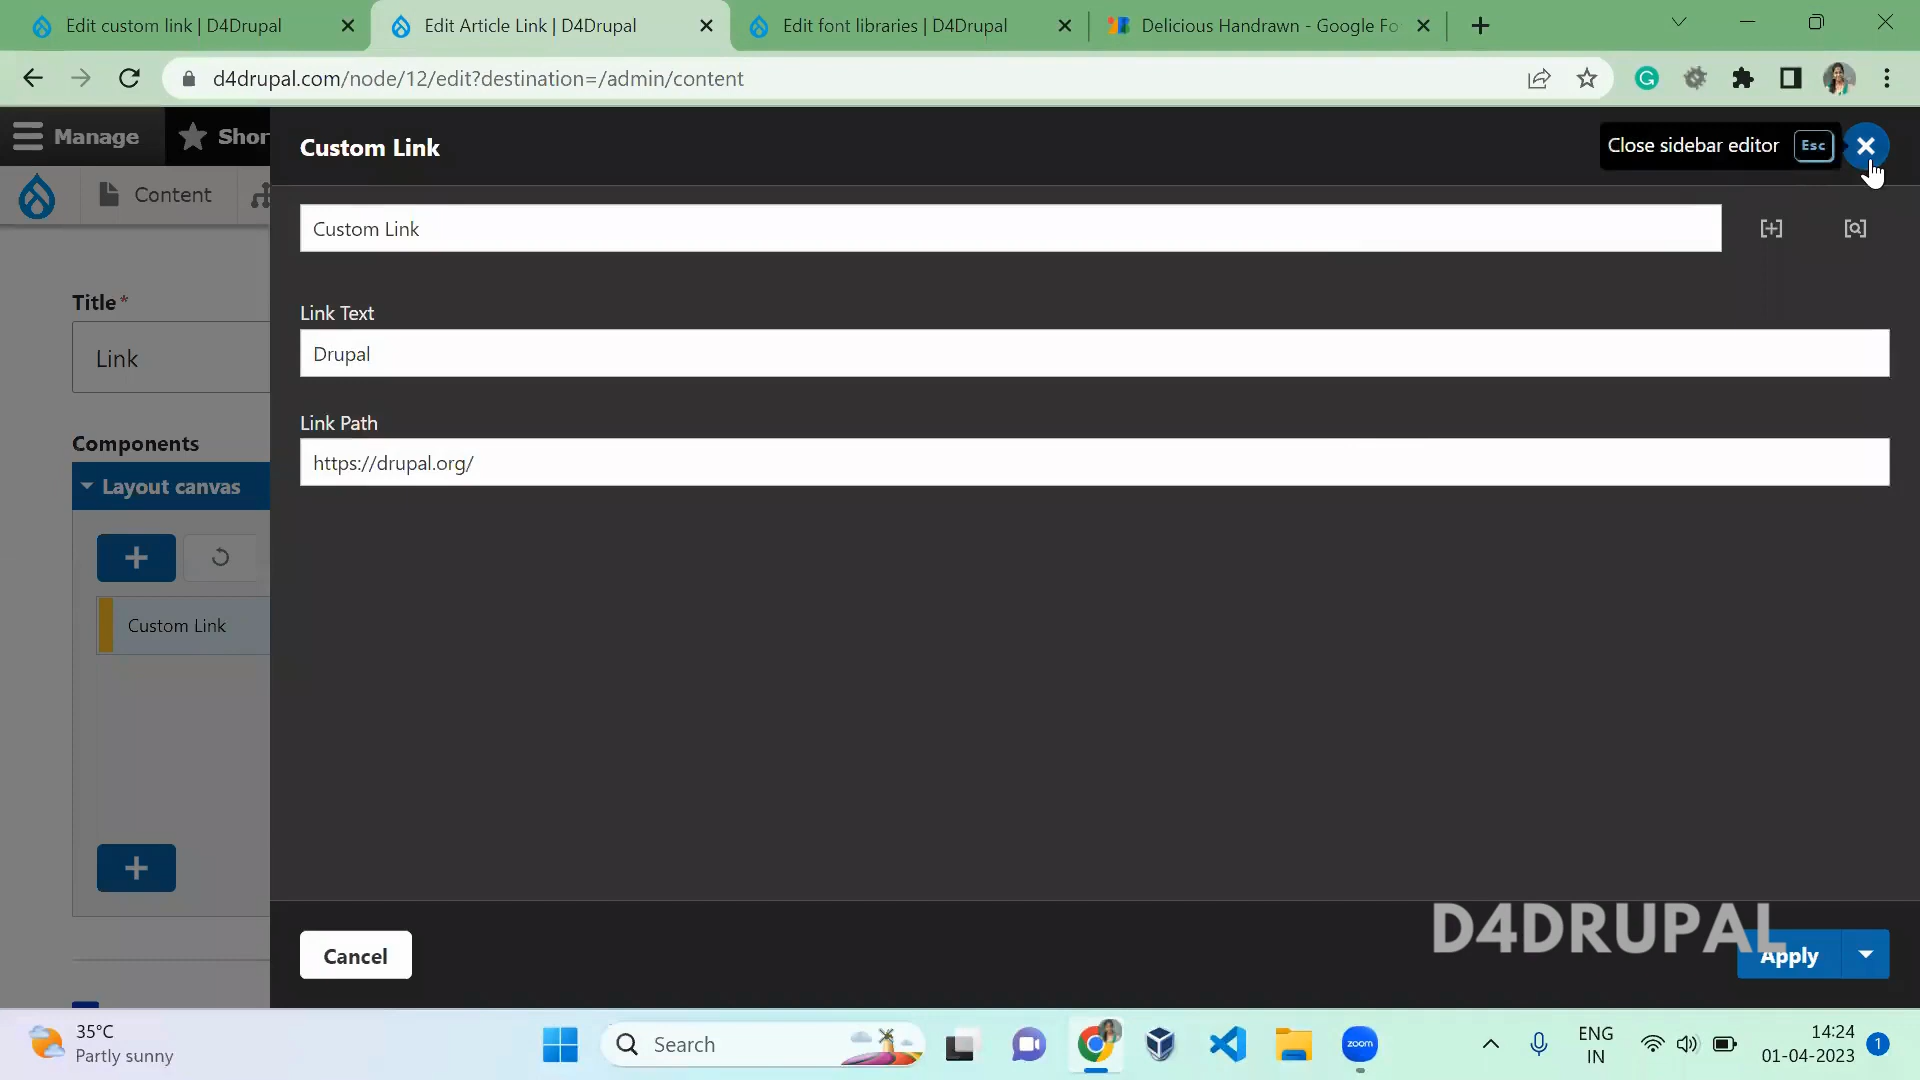 Edit custom link | D4Drupal
Edit Article Link | D4Drupal
Edit font libraries | D4Drupal
Delicious Handrawn - Google Fo
d4drupal.com/node/12/edit?destination=/admin/content
Manage
Shor
Custom Link
Close sidebar editor
Esc
Content
Custom Link
Title*
Link
Link Text
Drupal
Link Path
https://drupal.org/
Components
Layout canvas
Custom Link
D4DRUPAL
Cancel
Apply
35°C
Partly sunny
Search
zoom
ENG
IN
14:24
01-04-2023
1